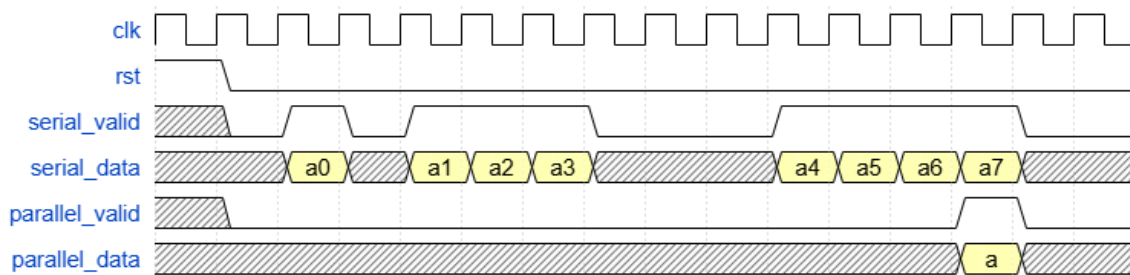 clk
rst
serial_valid
serial_data a0 a1 a2 a3 a4 a5 a6 a7
parallel_valid
parallel_data a